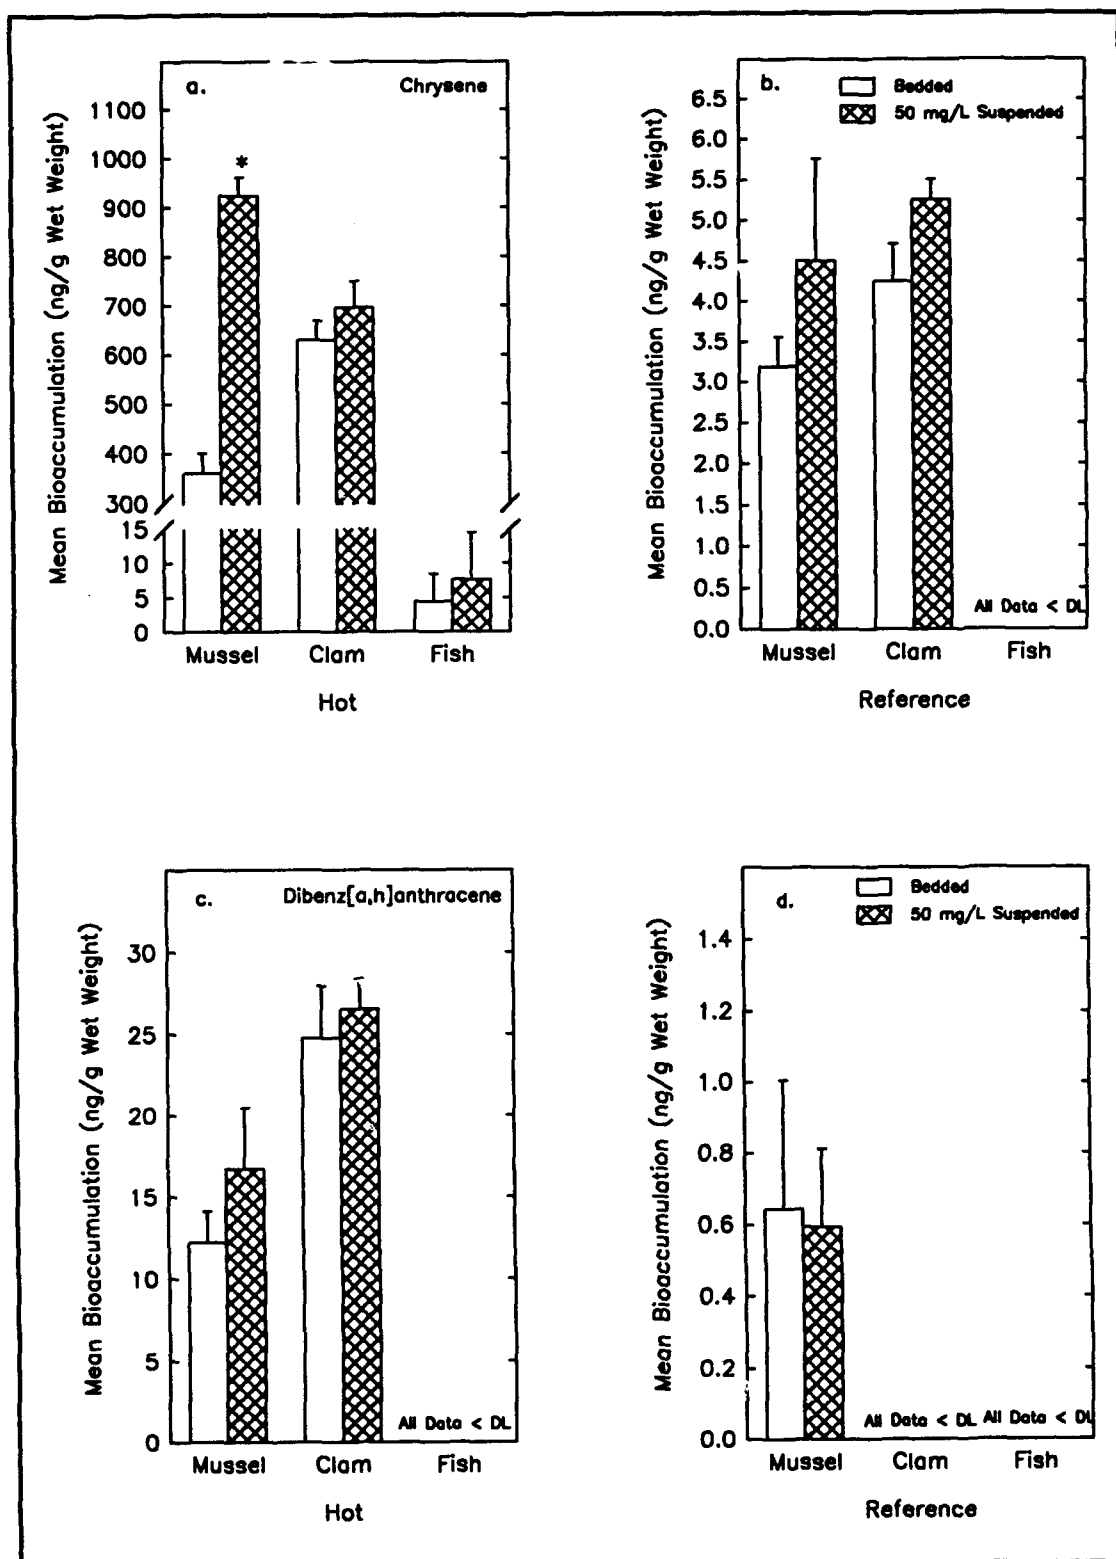 a.
Chrysene
*
Mean Bioaccumulation (ng/g Wet Weight)
1100
1000
900
800
700
600
500
400
300
15
10
5
0
Mussel Clam Fish
Hot
b.
Bedded
50 mg/L Suspended
Mean Bioaccumulation (ng/g Wet Weight)
6.5
6.0
5.5
5.0
4.5
4.0
3.5
3.0
2.5
2.0
1.5
1.0
0.5
0.0
All Data < DL
Mussel Clam Fish
Reference
c.
Dibenz[a,h]anthracene
Mean Bioaccumulation (ng/g Wet Weight)
30
25
20
15
10
5
0
All Data < DL
Mussel Clam Fish
Hot
d.
Bedded
50 mg/L Suspended
Mean Bioaccumulation (ng/g Wet Weight)
1.4
1.2
1.0
0.8
0.6
0.4
0.2
0.0
All Data < DL All Data < DL
Mussel Clam Fish
Reference